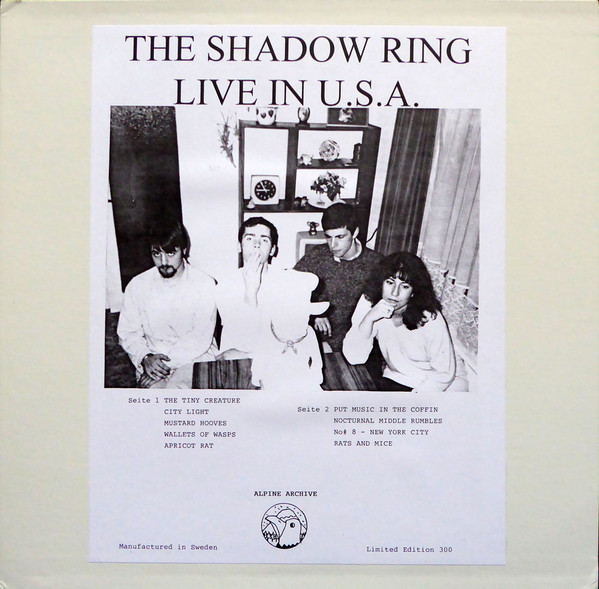 THE SHADOW RING
LIVE IN U.S.A.
Seite 1 THE TINY CREATURE
CITY LIGHT
MUSTARD HOOVES
WALLETS OF WASPS
APRICOT RAT
Seite 2 PUT MUSIC IN THE COFFIN
NOCTURNAL MIDDLE RUMBLES
No# 8 - NEW YORK CITY
RATS AND MICE
ALPINE ARCHIVE
Manufactured in Sweden
Limited Edition 300